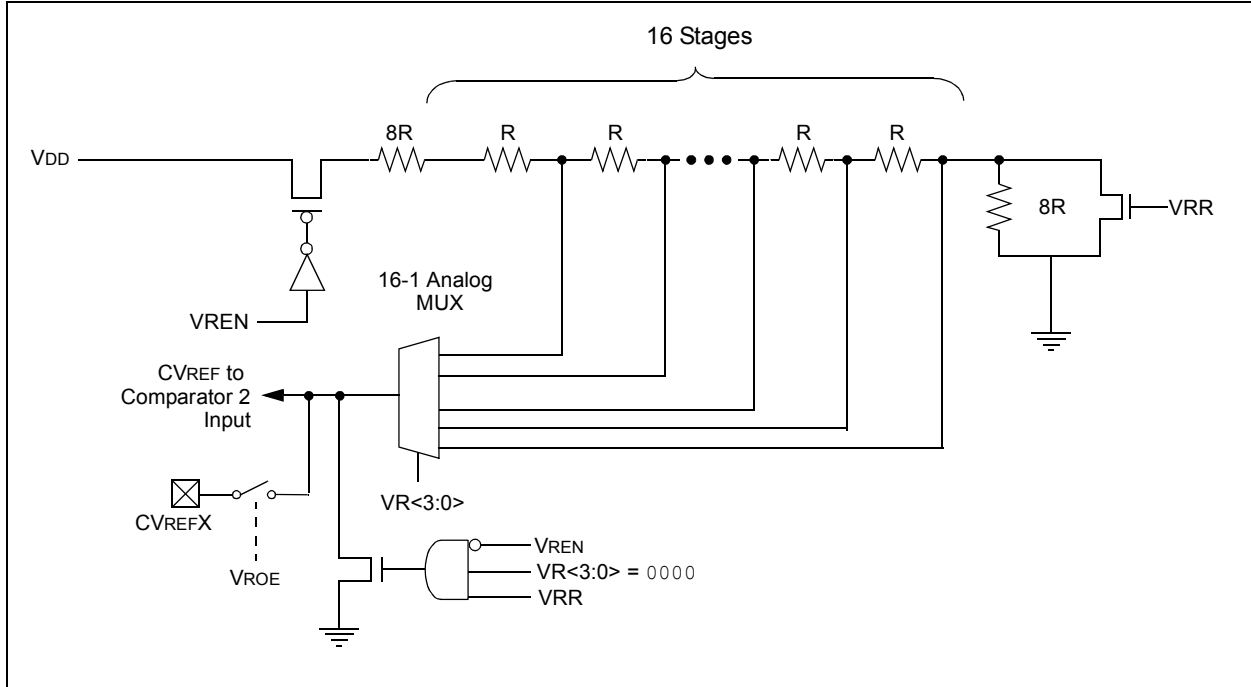 16 Stages
8R
R
R
R
R
VDD
8R
VRR
16-1 Analog
MUX
VREN
CVREF to
Comparator 2
Input
VR<3:0>
CVREFX
VROE
VREN
VR<3:0> = 0000
VRR